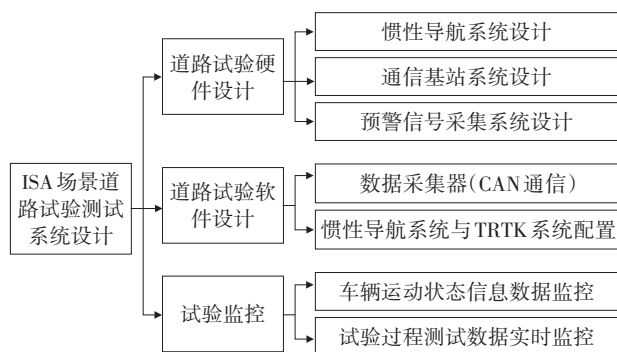 ISA场景道
路试验测试
系统设计
道路试验硬
件设计
惯性导航系统设计
通信基站系统设计
预警信号采集系统设计
道路试验软
件设计
数据采集器(CAN通信)
惯性导航系统与TRTK系统配置
试验监控
车辆运动状态信息数据监控
试验过程测试数据实时监控